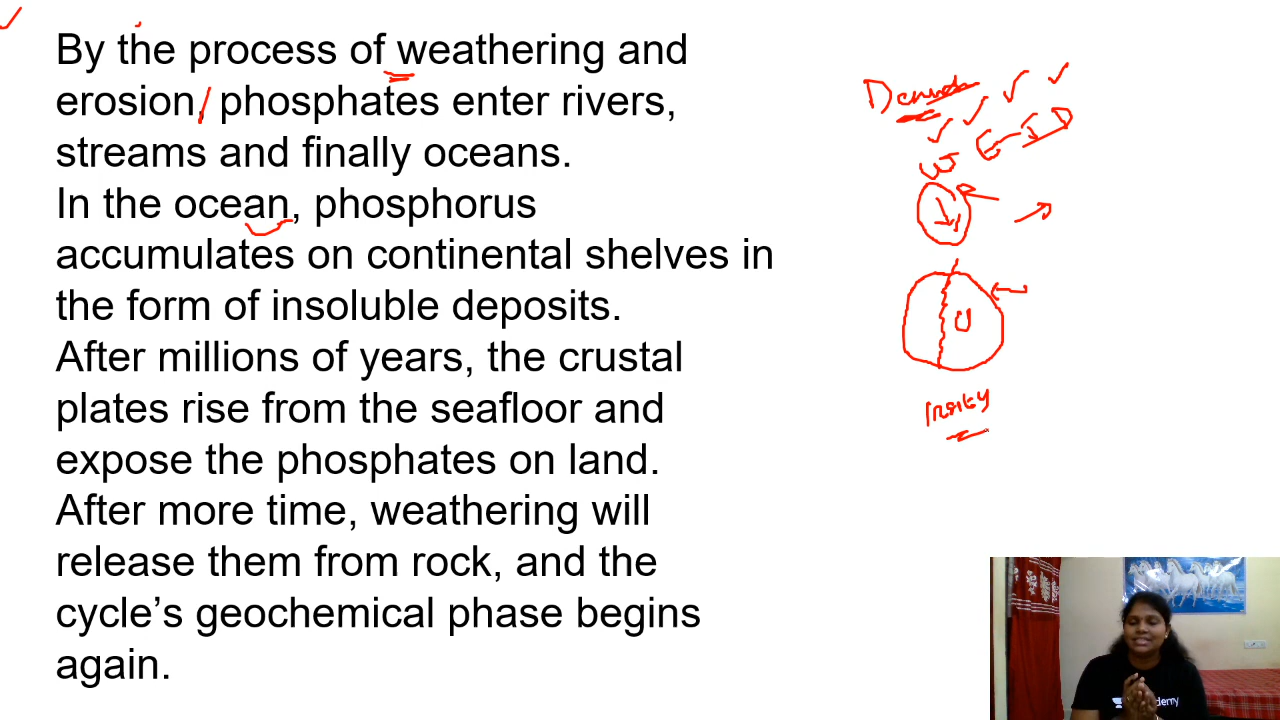 By the process of weathering and
erosion, phosphates enter rivers,
streams and finally oceans.
In the ocean, phosphorus
accumulates on continental shelves in
the form of insoluble deposits.
After millions of years, the crustal
plates rise from the seafloor and
expose the phosphates on land.
After more time, weathering will
release them from rock, and the
cycle’s geochemical phase begins
again.
W E T D